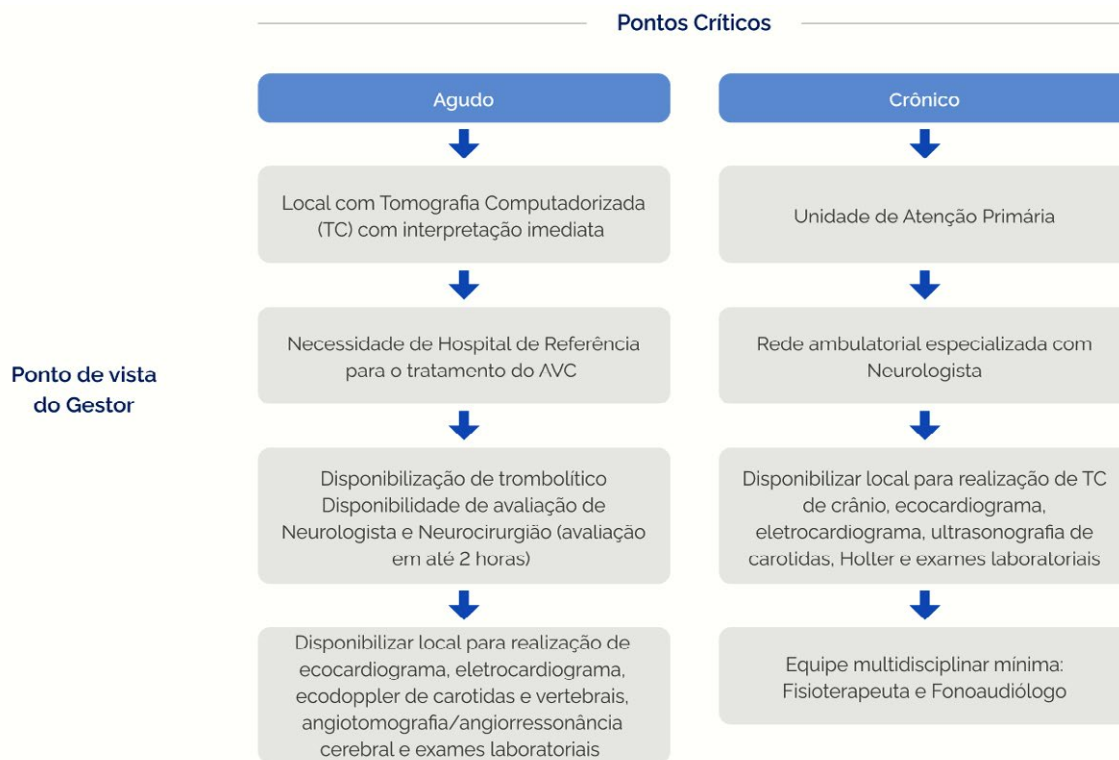 Pontos Críticos
Agudo
Crônico
Local com Tomografia Computadorizada
(TC) com interpretação imediata
Unidade de Atenção Primária
Ponto de vista
do Gestor
Necessidade de Hospital de Referência
para o tratamento do AVC
Rede ambulatorial especializada com
Neurologista
Disponibilização de trombolítico
Disponibilidade de avaliação de
Neurologista e Neurocirurgião (avaliação
em até 2 horas)
Disponibilizar local para realização de TC
de crânio, ecocardiograma,
eletrocardiograma, ultrasonografia de
carotidas, Holter e exames laboratoriais
Disponibilizar local para realização de
ecocardiograma, eletrocardiograma,
ecodoppler de carotidas e vertebrais,
angiotomografia/angiorressonância
cerebral e exames laboratoriais
Equipe multidisciplinar mínima:
Fisioterapeuta e Fonoaudiólogo